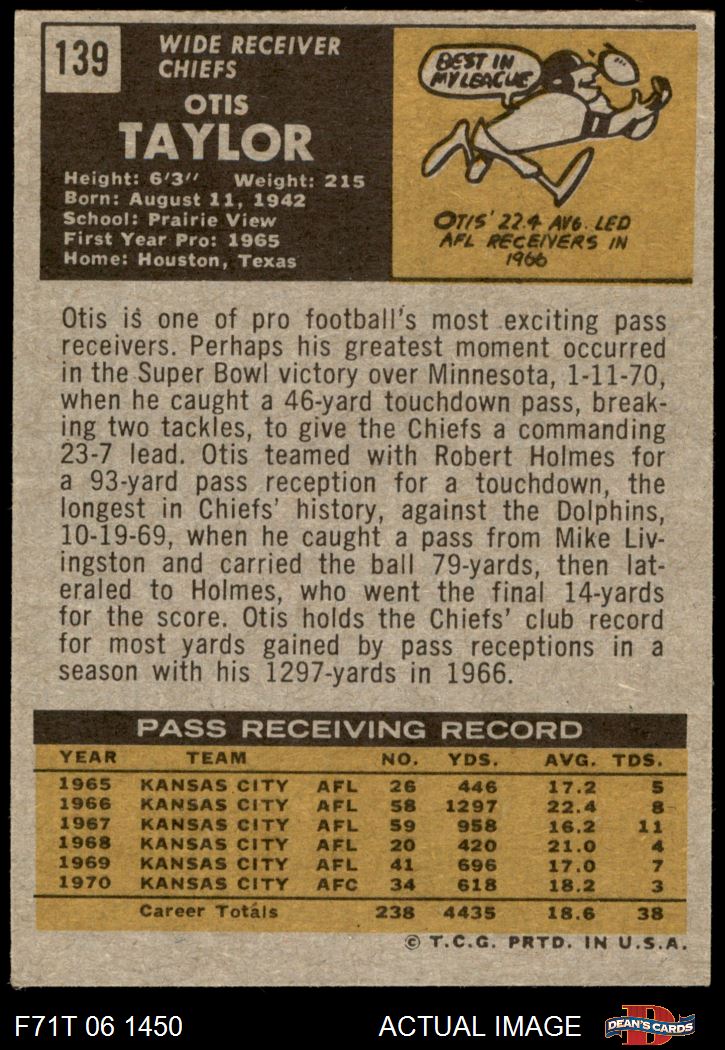 139
WIDE RECEIVER
CHIEFS
OTIS
TAYLOR
Height: 6'3" Weight: 215
Born: August 11, 1942
School: Prairie View
First Year Pro: 1965
Home: Houston, Texas
BEST IN
MY LEAGUE
OTIS' 22.4 AVG. LED
AFL RECEIVERS IN
1966
Otis is one of pro football's most exciting pass
receivers. Perhaps his greatest moment occurred
in the Super Bowl victory over Minnesota, 1-11-70,
when he caught a 46-yard touchdown pass, break-
ing two tackles, to give the Chiefs a commanding
23-7 lead. Otis teamed with Robert Holmes for
a 93-yard pass reception for a touchdown, the
longest in Chiefs' history, against the Dolphins,
10-19-69, when he caught a pass from Mike Liv-
ingston and carried the ball 79-yards, then lat-
eraled to Holmes, who went the final 14-yards
for the score. Otis holds the Chiefs' club record
for most yards gained by pass receptions in a
season with his 1297-yards in 1966.
PASS RECEIVING RECORD
YEAR TEAM NO. YDS. AVG. TDS.
1965 KANSAS CITY AFL 26 446 17.2 5
1966 KANSAS CITY AFL 58 1297 22.4 8
1967 KANSAS CITY AFL 59 958 16.2 11
1968 KANSAS CITY AFL 20 420 21.0 4
1969 KANSAS CITY AFL 41 696 17.0 7
1970 KANSAS CITY AFC 34 618 18.2 3
Career Totals 238 4435 18.6 38
© T.C.G. PRTD. IN U.S.A.
F71T 06 1450 ACTUAL IMAGE
D
DEAN'S CARDS